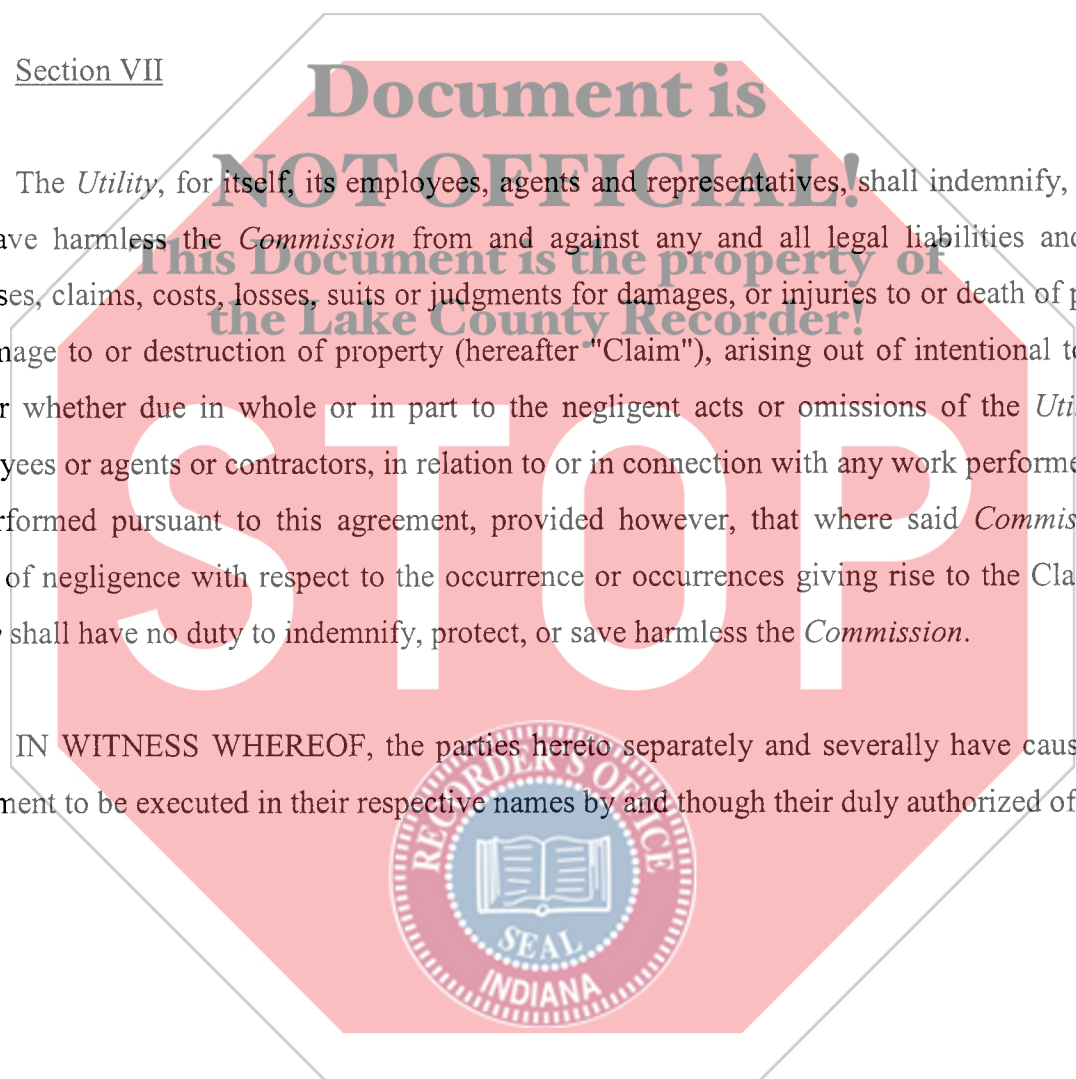 Section VII
Document is
NOT OFFICIAL!
The Utility, for itself, its employees, agents and representatives, shall indemnify,
ave harmless the Commission from and against any and all legal liabilities and
This Document is the property of
ses, claims, costs, losses, suits or judgments for damages, or injuries to or death of p
the Lake County Recorder!
nage to or destruction of property (hereafter "Claim"), arising out of intentional to
r whether due in whole or in part to the negligent acts or omissions of the Uti
yees or agents or contractors, in relation to or in connection with any work performe
rformed pursuant to this agreement, provided however, that where said Commis
of negligence with respect to the occurrence or occurrences giving rise to the Cla
shall have no duty to indemnify, protect, or save harmless the Commission.
STOP
IN WITNESS WHEREOF, the parties hereto separately and severally have caus
ment to be executed in their respective names by and though their duly authorized of
RECORDER'S OFFICE
SEAL
INDIANA